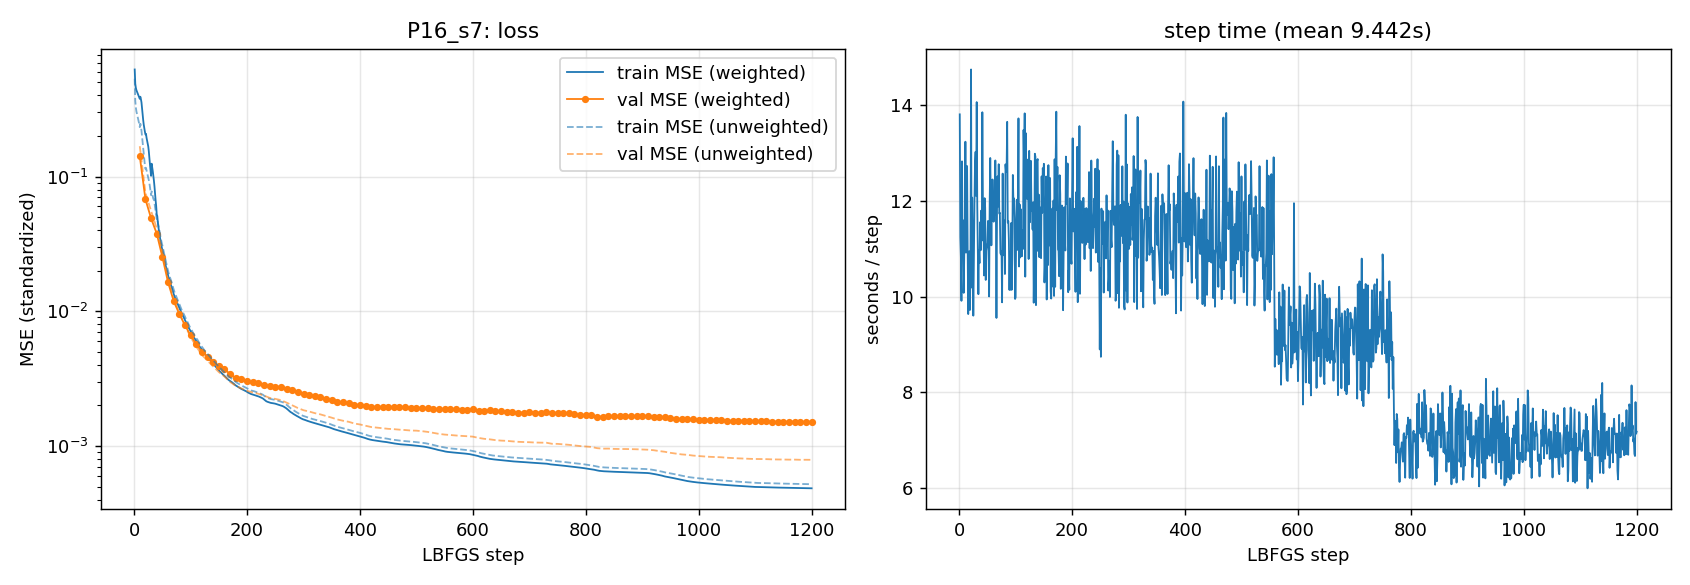 P16_s7: loss
MSE (standardized)
10⁻¹
10⁻²
10⁻³
train MSE (weighted)
val MSE (weighted)
train MSE (unweighted)
val MSE (unweighted)
0 200 400 600 800 1000 1200
LBFGS step
step time (mean 9.442s)
seconds / step
14
12
10
8
6
0 200 400 600 800 1000 1200
LBFGS step